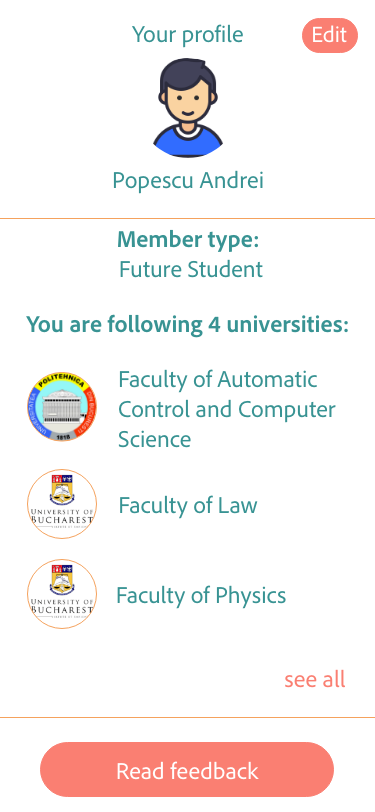 Your profile
Edit
Popescu Andrei
Member type:
Future Student
You are following 4 universities:
POLITEHNICA
1818
Faculty of Automatic
Control and Computer
Science
UNIVERSITY OF
BUCHAREST
Faculty of Law
UNIVERSITY OF
BUCHAREST
Faculty of Physics
see all
Read feedback